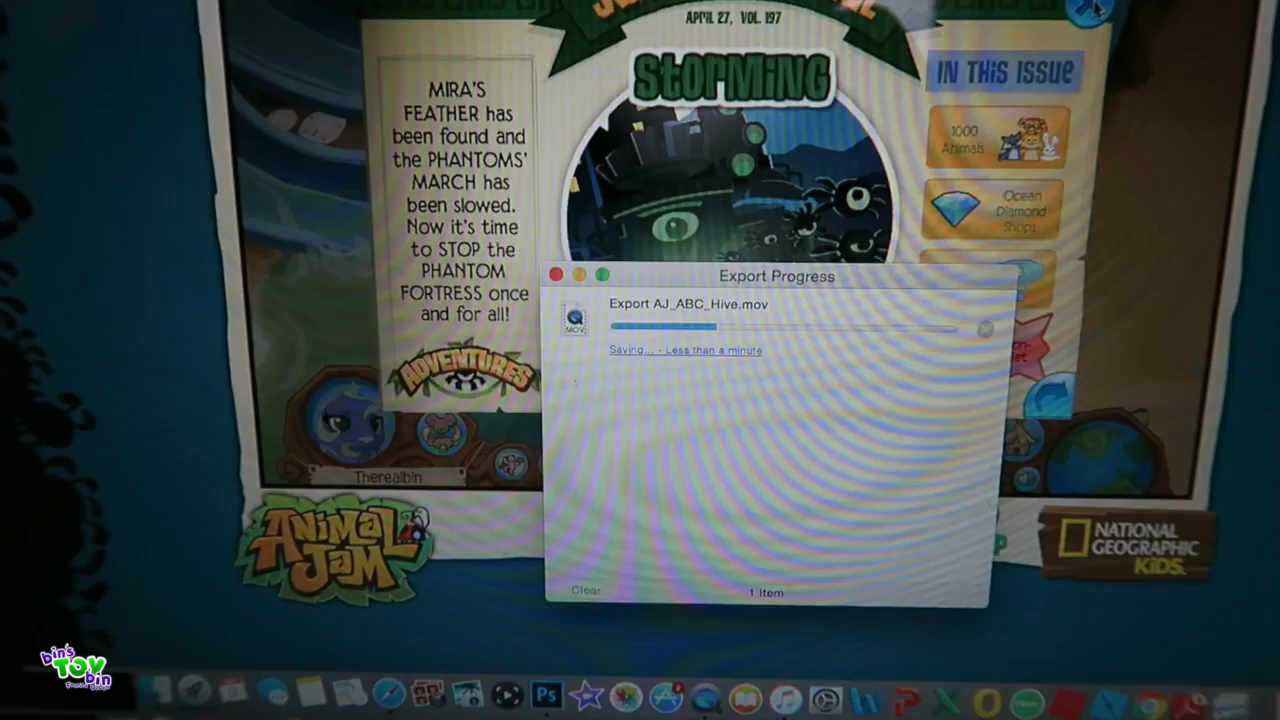 APRIL 27, VOL. 197
STORMING
MIRA'S
FEATHER has
been found and
the PHANTOMS'
MARCH has
been slowed.
Now it's time
to STOP the
PHANTOM
FORTRESS once
and for all!
ADVENTURES
IN THIS ISSUE
1000
Animals
Ocean
Diamond
Shops
Export Progress
Export AJ_ABC_Hive.mov
MOV
Saving... - Less than a minute
Clear
1 item
Therealbin
ANIMAL
JAM
NATIONAL
GEOGRAPHIC
KiDS
bin's
TOY
bin
Ps